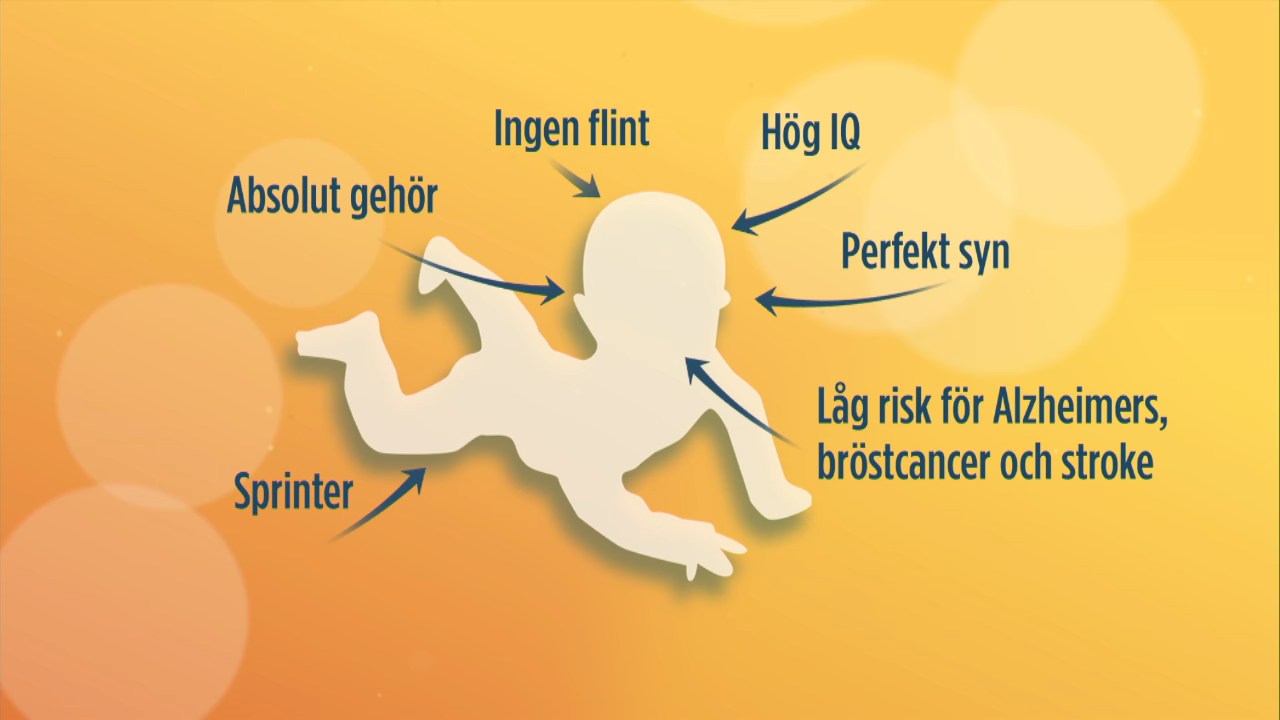 Ingen flint
Hög IQ
Absolut gehör
Perfekt syn
Låg risk för Alzheimers,
bröstcancer och stroke
Sprinter